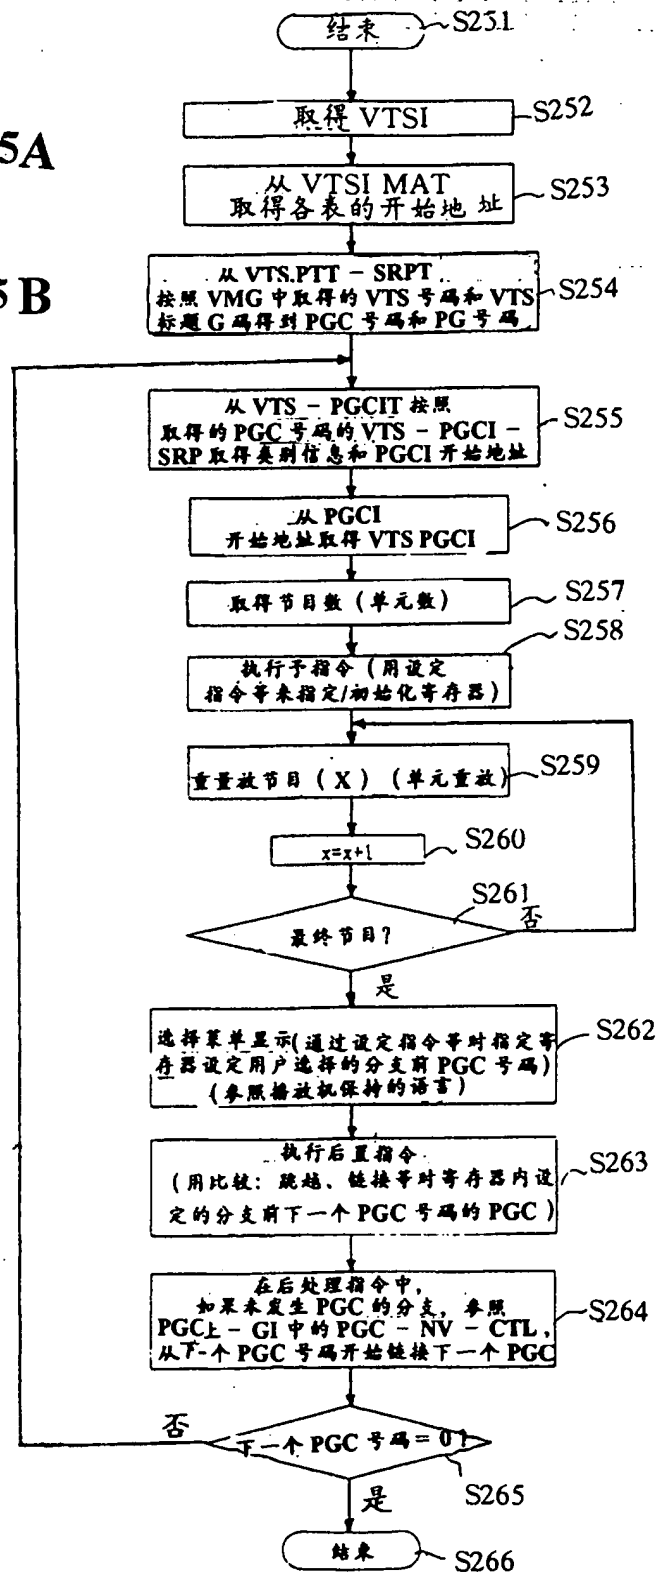 结束
S251
取得 VTSI
S252
5A
从 VTSI MAT
取得各表的开始地址
S253
从 VTS.PTT - SRPT
按照 VMG 中取得的 VTS 号码和 VTS
标题 G 码得到 PGC 号码和 PG 号码
S254
5B
从 VTS - PGCIT 按照
取得的 PGC 号码的 VTS - PGCI -
SRP 取得类别信息和 PGCI 开始地址
S255
从 PGCI
开始地址取得 VTS PGCI
S256
取得节目数(单元数)
S257
S258
执行予指令(用设定
指令等来指定/初始化寄存器)
重量放节目(X) (单元重放)
S259
x=x+1
S260
S261
最终节目?
否
是
选择菜单显示(通过设定指令等时指定寄
存器设定用户选择的分支前 PGC 号码)
(参照播放机保持的语言)
S262
执行后置指令
(用比较: 跳越、链接等时寄存器内设
定的分支前下一个 PGC 号码的 PGC)
S263
在后处理指令中,
如果未发生 PGC 的分支, 参照
PGC上 - GI 中的 PGC - NV - CTL,
从下一个 PGC 号码开始链接下一个 PGC
S264
否
下一个 PGC 号码 = 0?
S265
是
结束
S266